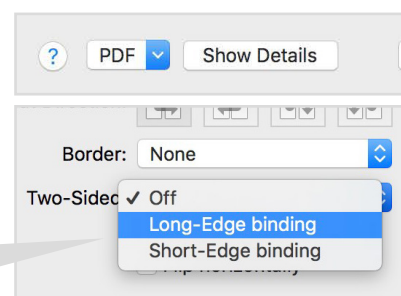 ? PDF Show Details
Border: None
Two-Sided ✓ Off
Long-Edge binding
Short-Edge binding